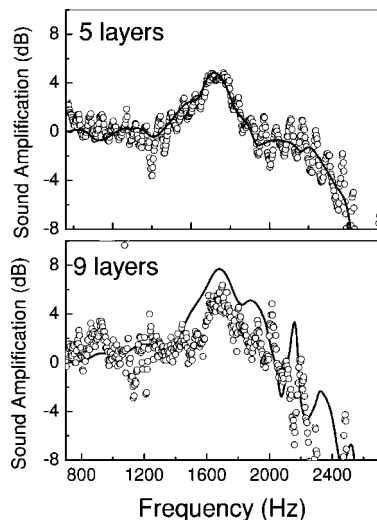 5 layers
Sound Amplification (dB)
8
4
0
-4
-8
9 layers
Sound Amplification (dB)
8
4
0
-4
-8
800 1200 1600 2000 2400
Frequency (Hz)